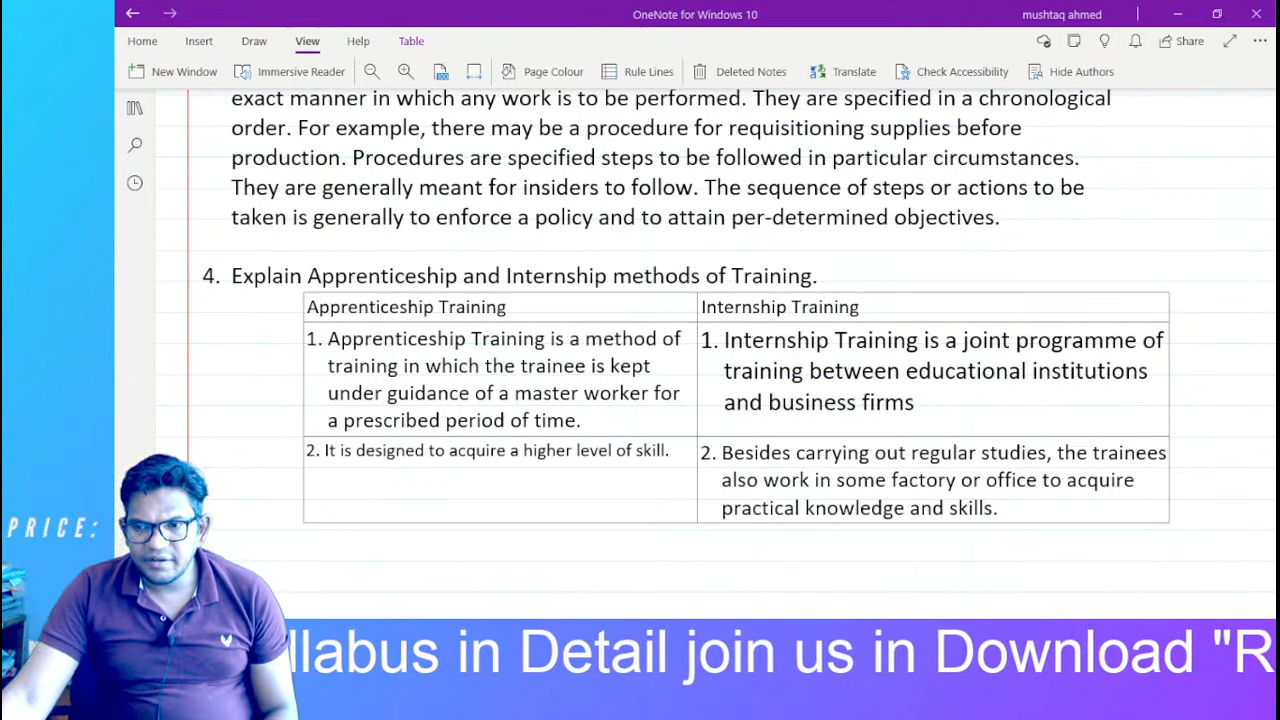 OneNote for Windows 10
mushtaq ahmed
Home Insert Draw View Help Table
Share
New Window Immersive Reader Page Colour Rule Lines Deleted Notes Translate Check Accessibility Hide Authors
exact manner in which any work is to be performed. They are specified in a chronological
order. For example, there may be a procedure for requisitioning supplies before
production. Procedures are specified steps to be followed in particular circumstances.
They are generally meant for insiders to follow. The sequence of steps or actions to be
taken is generally to enforce a policy and to attain per-determined objectives.
4. Explain Apprenticeship and Internship methods of Training.
Apprenticeship Training
Internship Training
1. Apprenticeship Training is a method of
training in which the trainee is kept
under guidance of a master worker for
a prescribed period of time.
1. Internship Training is a joint programme of
training between educational institutions
and business firms
2. It is designed to acquire a higher level of skill.
2. Besides carrying out regular studies, the trainees
also work in some factory or office to acquire
practical knowledge and skills.
PRICE:
llabus in Detail join us in Download "R